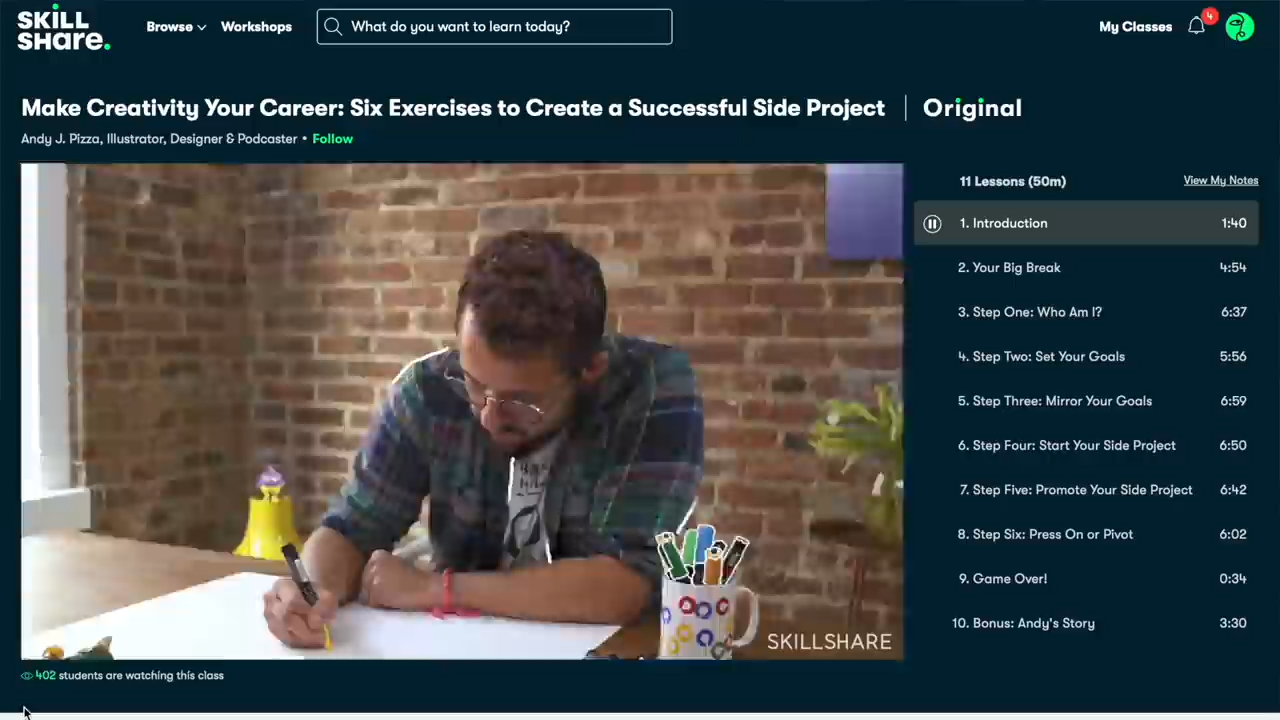 SKILL
SHARE.
Browse
Workshops
What do you want to learn today?
My Classes
4
Make Creativity Your Career: Six Exercises to Create a Successful Side Project
Original
Andy J. Pizza, Illustrator, Designer & Podcaster • Follow
11 Lessons (50m)
View My Notes
1. Introduction 1:40
2. Your Big Break 4:54
3. Step One: Who Am I? 6:37
4. Step Two: Set Your Goals 5:56
5. Step Three: Mirror Your Goals 6:59
6. Step Four: Start Your Side Project 6:50
7. Step Five: Promote Your Side Project 6:42
8. Step Six: Press On or Pivot 6:02
9. Game Over! 0:34
10. Bonus: Andy's Story 3:30
SKILLSHARE
402 students are watching this class